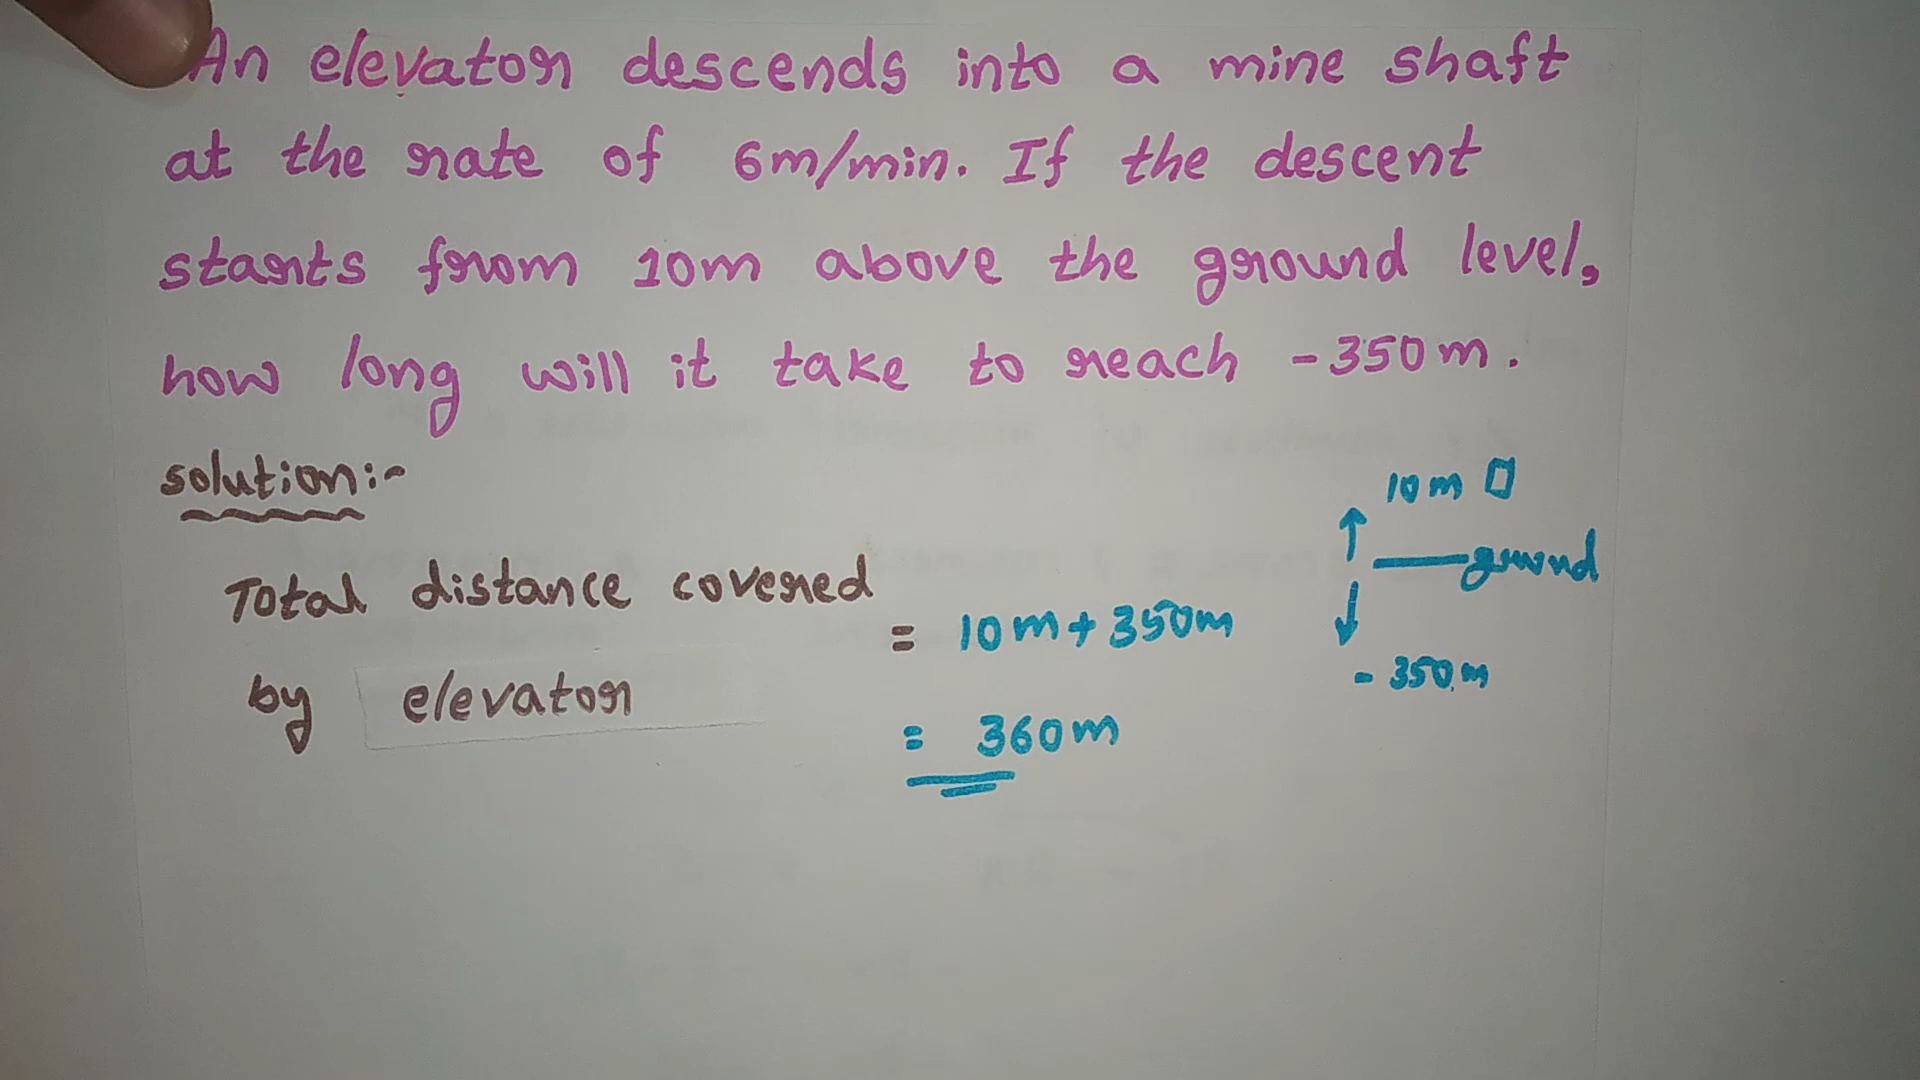 An elevator descends into a mine shaft
at the rate of 6m/min. If the descent
starts from 10m above the ground level,
how long will it take to reach -350m.
solution:-
Total distance covered
by elevator
= 10m + 350m
= 360m
10m
ground
- 350m